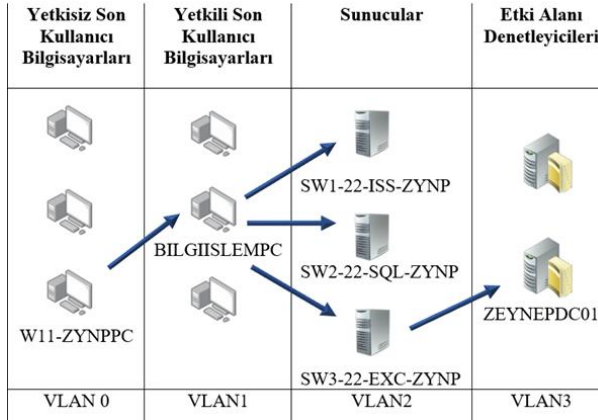 Yetkisiz Son
Kullanıcı
Bilgisayarları
Yetkili Son
Kullanıcı
Bilgisayarları
Sunucular
Etki Alanı
Denetleyicileri
SW1-22-ISS-ZYNP
BILGIISLEMPC
SW2-22-SQL-ZYNP
W11-ZYNPPC
ZEYNEPDC01
SW3-22-EXC-ZYNP
VLAN 0
VLAN1
VLAN2
VLAN3